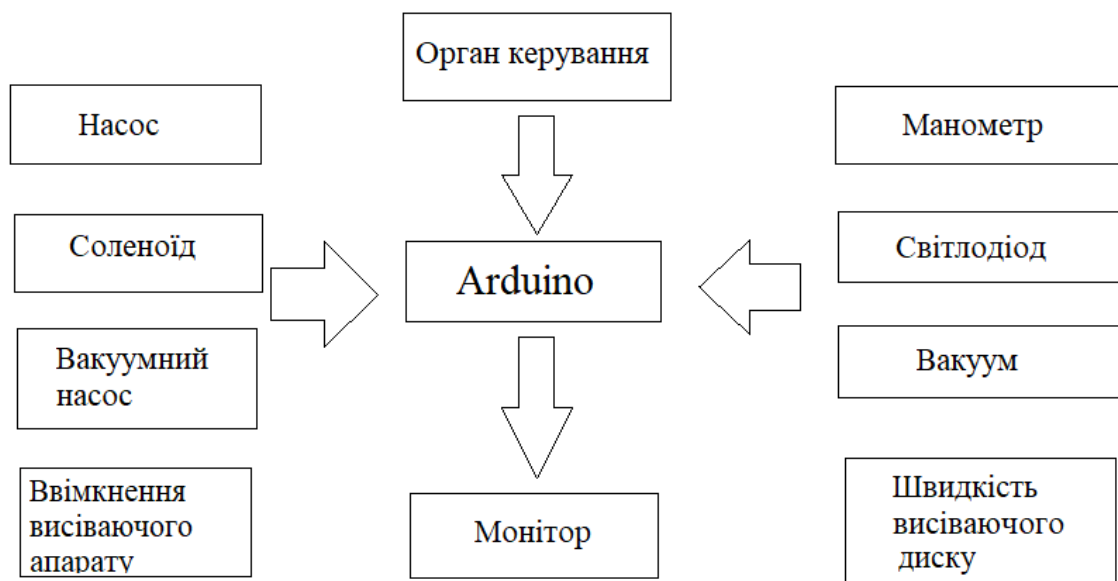 Орган керування
Насос
Манометр
Соленоїд
Arduino
Світлодіод
Вакуумний
насос
Вакуум
Ввімкнення
висіваючого
апарату
Монітор
Швидкість
висіваючого
диску